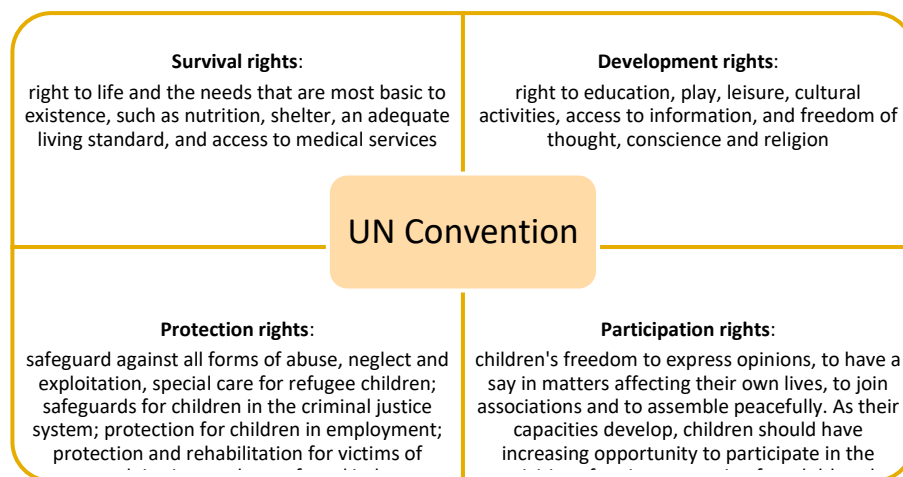 Survival rights:
right to life and the needs that are most basic to
existence, such as nutrition, shelter, an adequate
living standard, and access to medical services
Development rights:
right to education, play, leisure, cultural
activities, access to information, and freedom of
thought, conscience and religion
UN Convention
Protection rights:
safeguard against all forms of abuse, neglect and
exploitation, special care for refugee children;
safeguards for children in the criminal justice
system; protection for children in employment;
protection and rehabilitation for victims of
Participation rights:
children's freedom to express opinions, to have a
say in matters affecting their own lives, to join
associations and to assemble peacefully. As their
capacities develop, children should have
increasing opportunity to participate in the